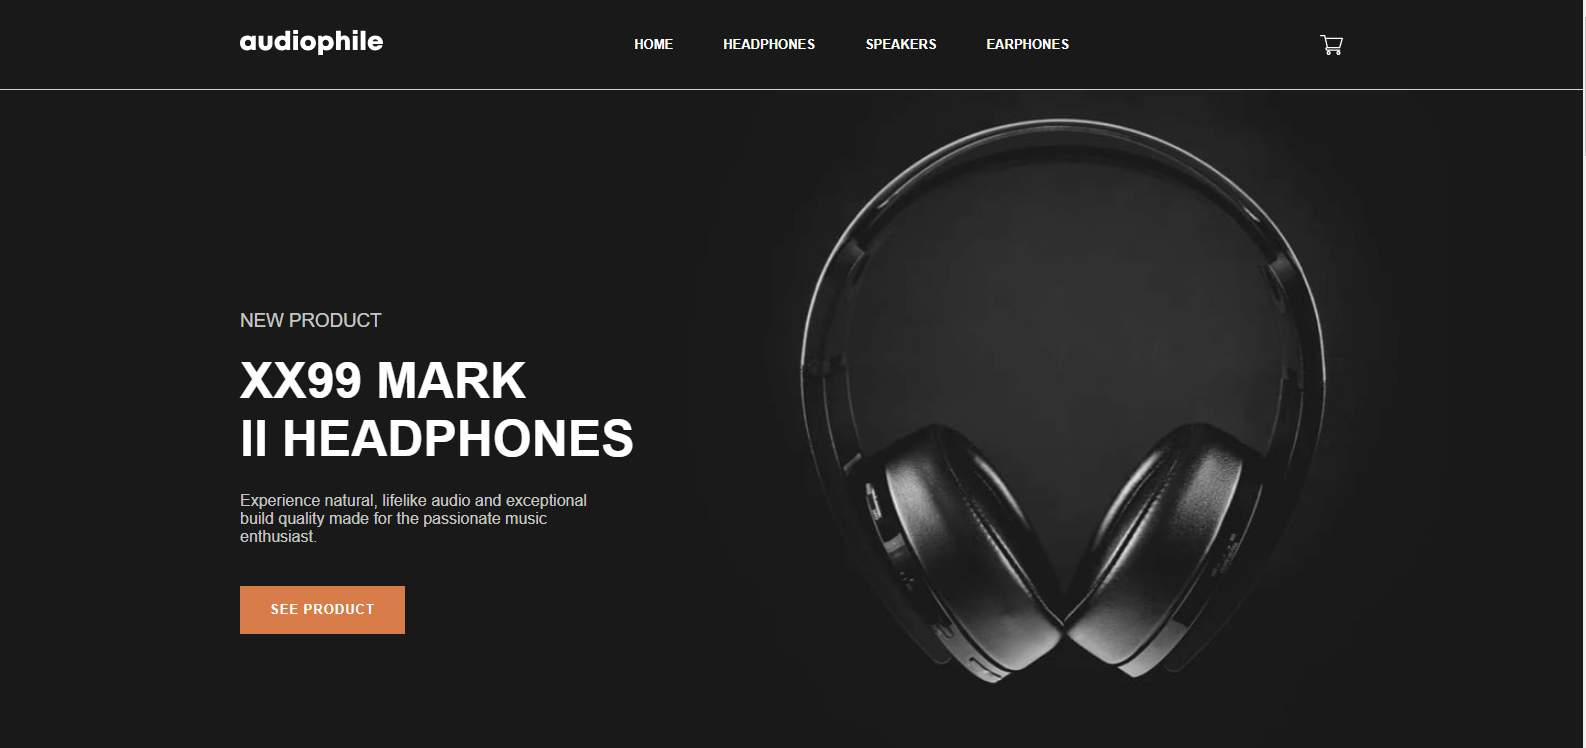 audiophile
HOME HEADPHONES SPEAKERS EARPHONES
NEW PRODUCT
XX99 MARK
II HEADPHONES
Experience natural, lifelike audio and exceptional
build quality made for the passionate music
enthusiast.
SEE PRODUCT